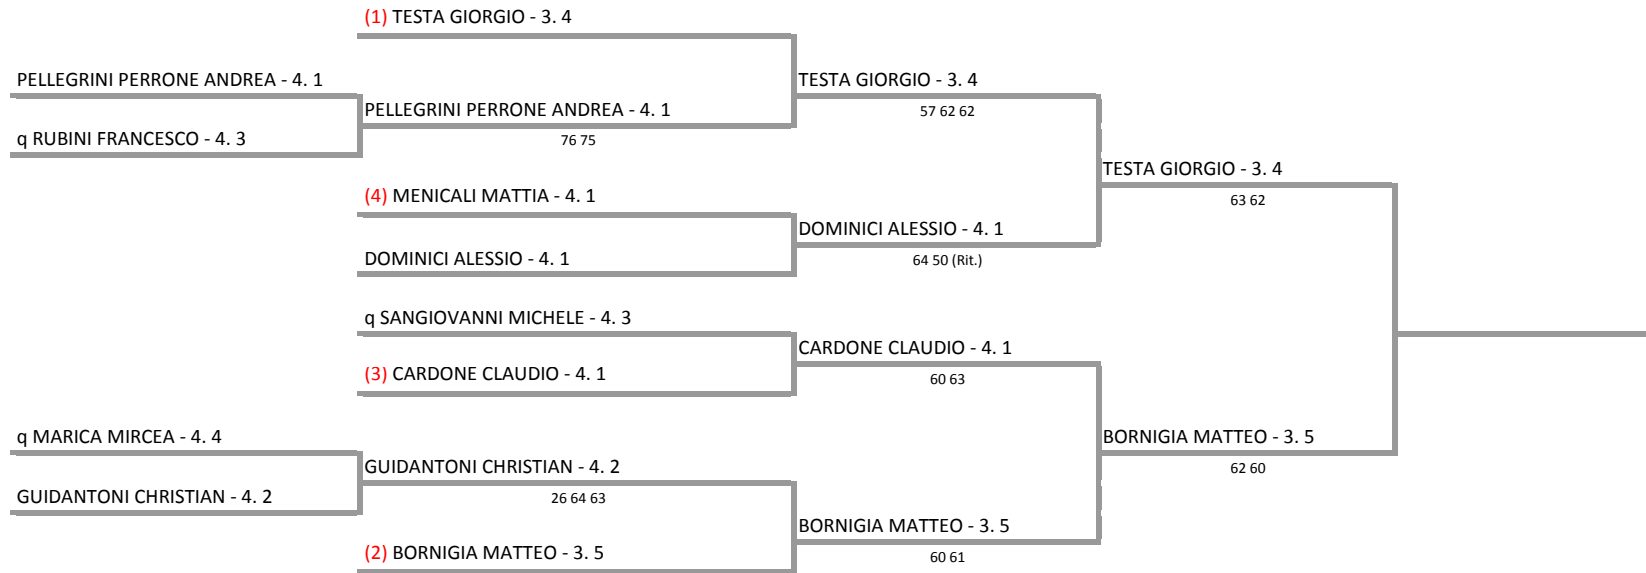 (1) TESTA GIORGIO - 3. 4
PELLEGRINI PERRONE ANDREA - 4. 1
TESTA GIORGIO - 3. 4
PELLEGRINI PERRONE ANDREA - 4. 1
57 62 62
q RUBINI FRANCESCO - 4. 3
76 75
TESTA GIORGIO - 3. 4
(4) MENICALI MATTIA - 4. 1
63 62
DOMINICI ALESSIO - 4. 1
DOMINICI ALESSIO - 4. 1
64 50 (Rit.)
q SANGIOVANNI MICHELE - 4. 3
CARDONE CLAUDIO - 4. 1
(3) CARDONE CLAUDIO - 4. 1
60 63
q MARICA MIRCEA - 4. 4
BORNIGIA MATTEO - 3. 5
GUIDANTONI CHRISTIAN - 4. 2
62 60
GUIDANTONI CHRISTIAN - 4. 2
26 64 63
BORNIGIA MATTEO - 3. 5
(2) BORNIGIA MATTEO - 3. 5
60 61